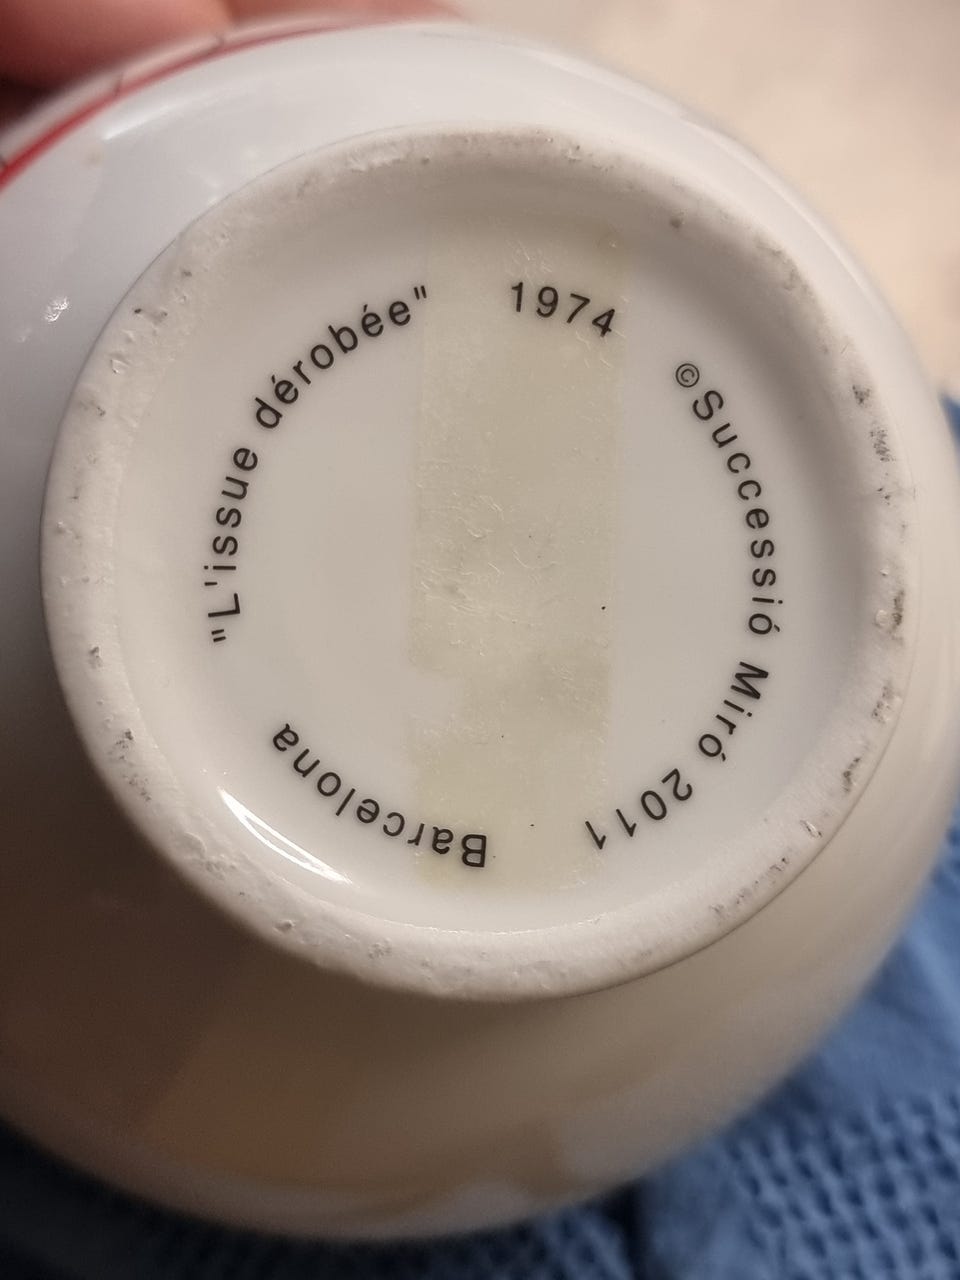 "L'issue dérobée" 1974
©Successió Miró 2011
Barcelona